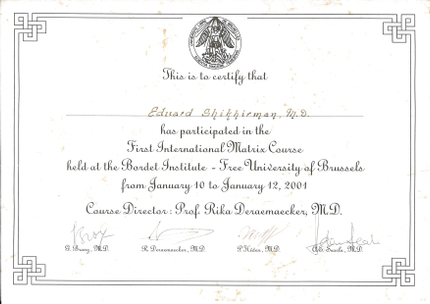 This is to certify that
Eduard Shikhirman, M.D.
has participated in the
First International Matrix Course
held at the Bordet Institute - Free University of Brussels
from January 10 to January 12, 2001
Course Director: Prof. Rika Deraemaecker, M.D.
M.D. R. Deraemaecker, M.D. M.D. M.D.